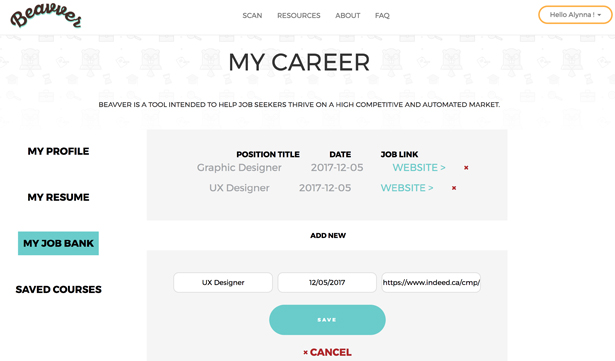 Beavver
SCAN RESOURCES ABOUT FAQ
Hello Alynna !
MY CAREER
BEAVVER IS A TOOL INTENDED TO HELP JOB SEEKERS THRIVE ON A HIGH COMPETITIVE AND AUTOMATED MARKET.
MY PROFILE
MY RESUME
MY JOB BANK
SAVED COURSES
POSITION TITLE DATE JOB LINK
Graphic Designer 2017-12-05 WEBSITE > ×
UX Designer 2017-12-05 WEBSITE > ×
ADD NEW
UX Designer 12/05/2017 https://www.indeed.ca/cmp/
SAVE
× CANCEL